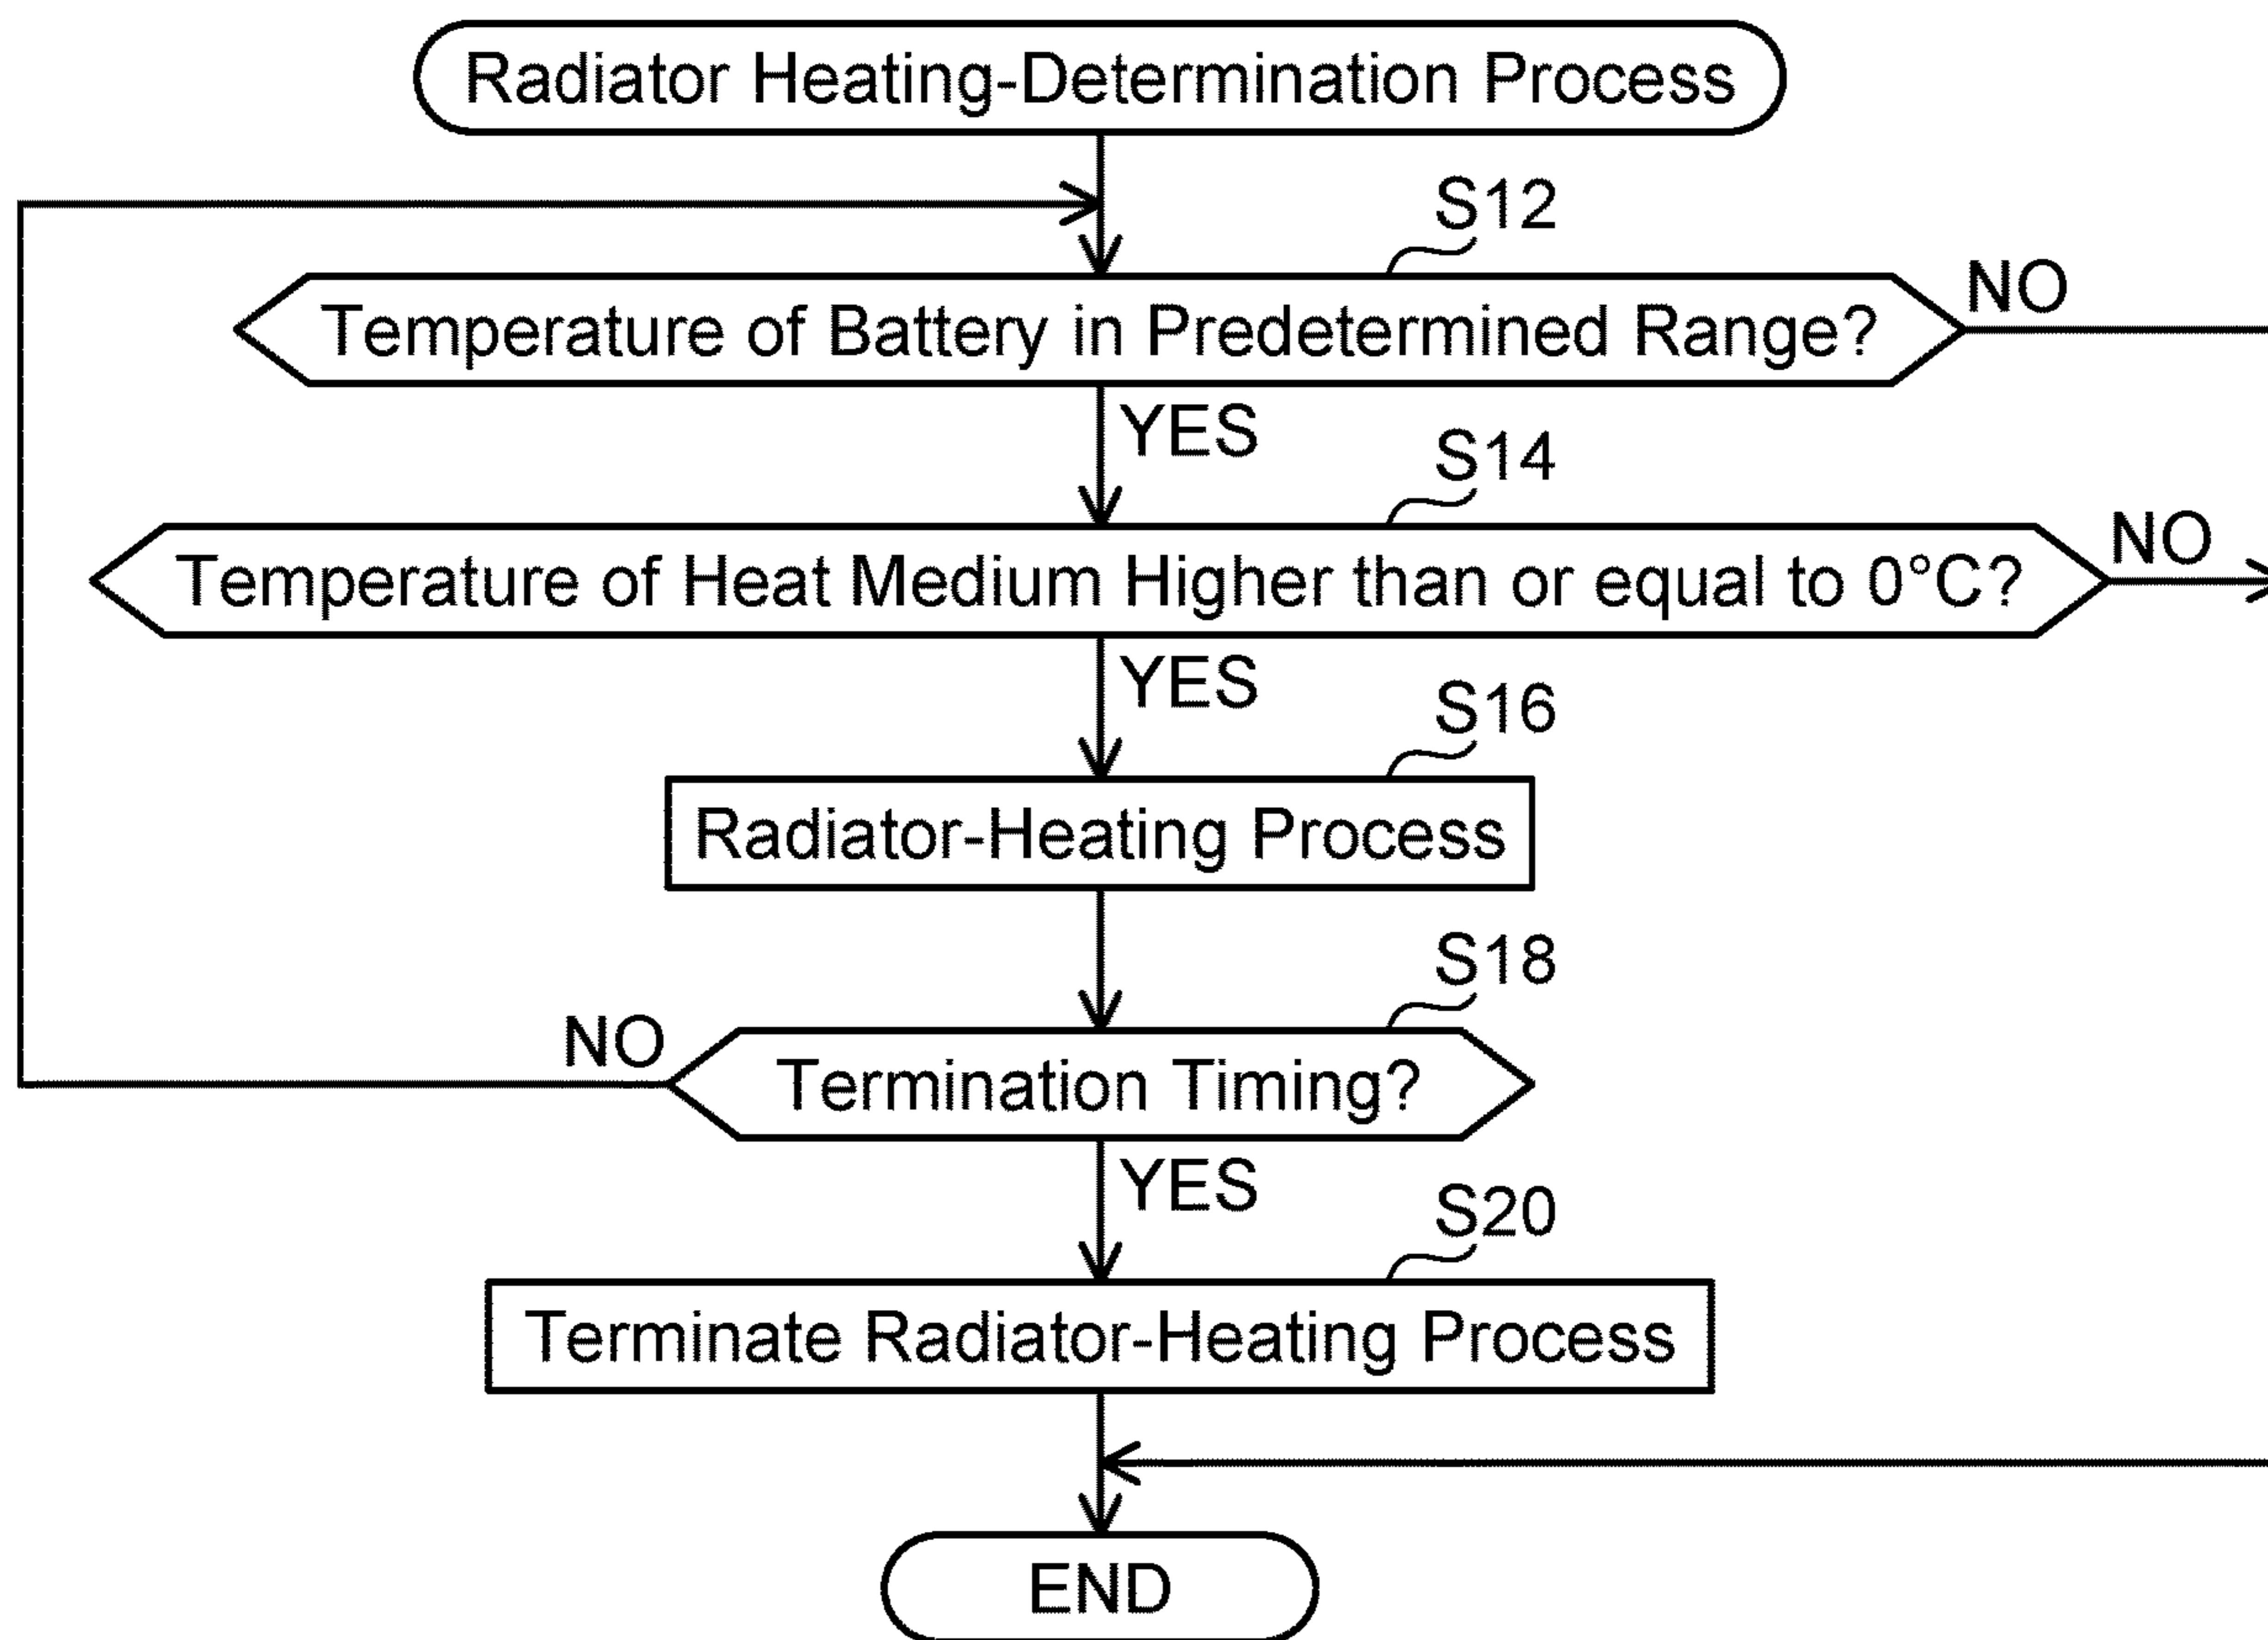 Radiator Heating-Determination Process
S12
Temperature of Battery in Predetermined Range?
NO
YES
S14
Temperature of Heat Medium Higher than or equal to 0°C?
NO
YES
S16
Radiator-Heating Process
S18
NO
Termination Timing?
YES
S20
Terminate Radiator-Heating Process
END